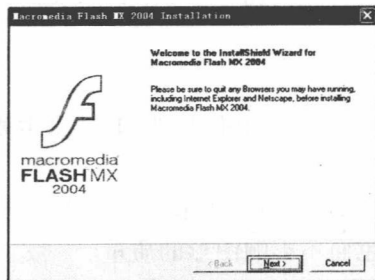 Macromedia Flash MX 2004 Installation
Welcome to the InstallShield Wizard for
Macromedia Flash MX 2004
Please be sure to quit any Browsers you may have running,
including Internet Explorer and Netscape, before installing
Macromedia Flash MX 2004.
macromedia
FLASH MX
2004
< Back
Next >
Cancel